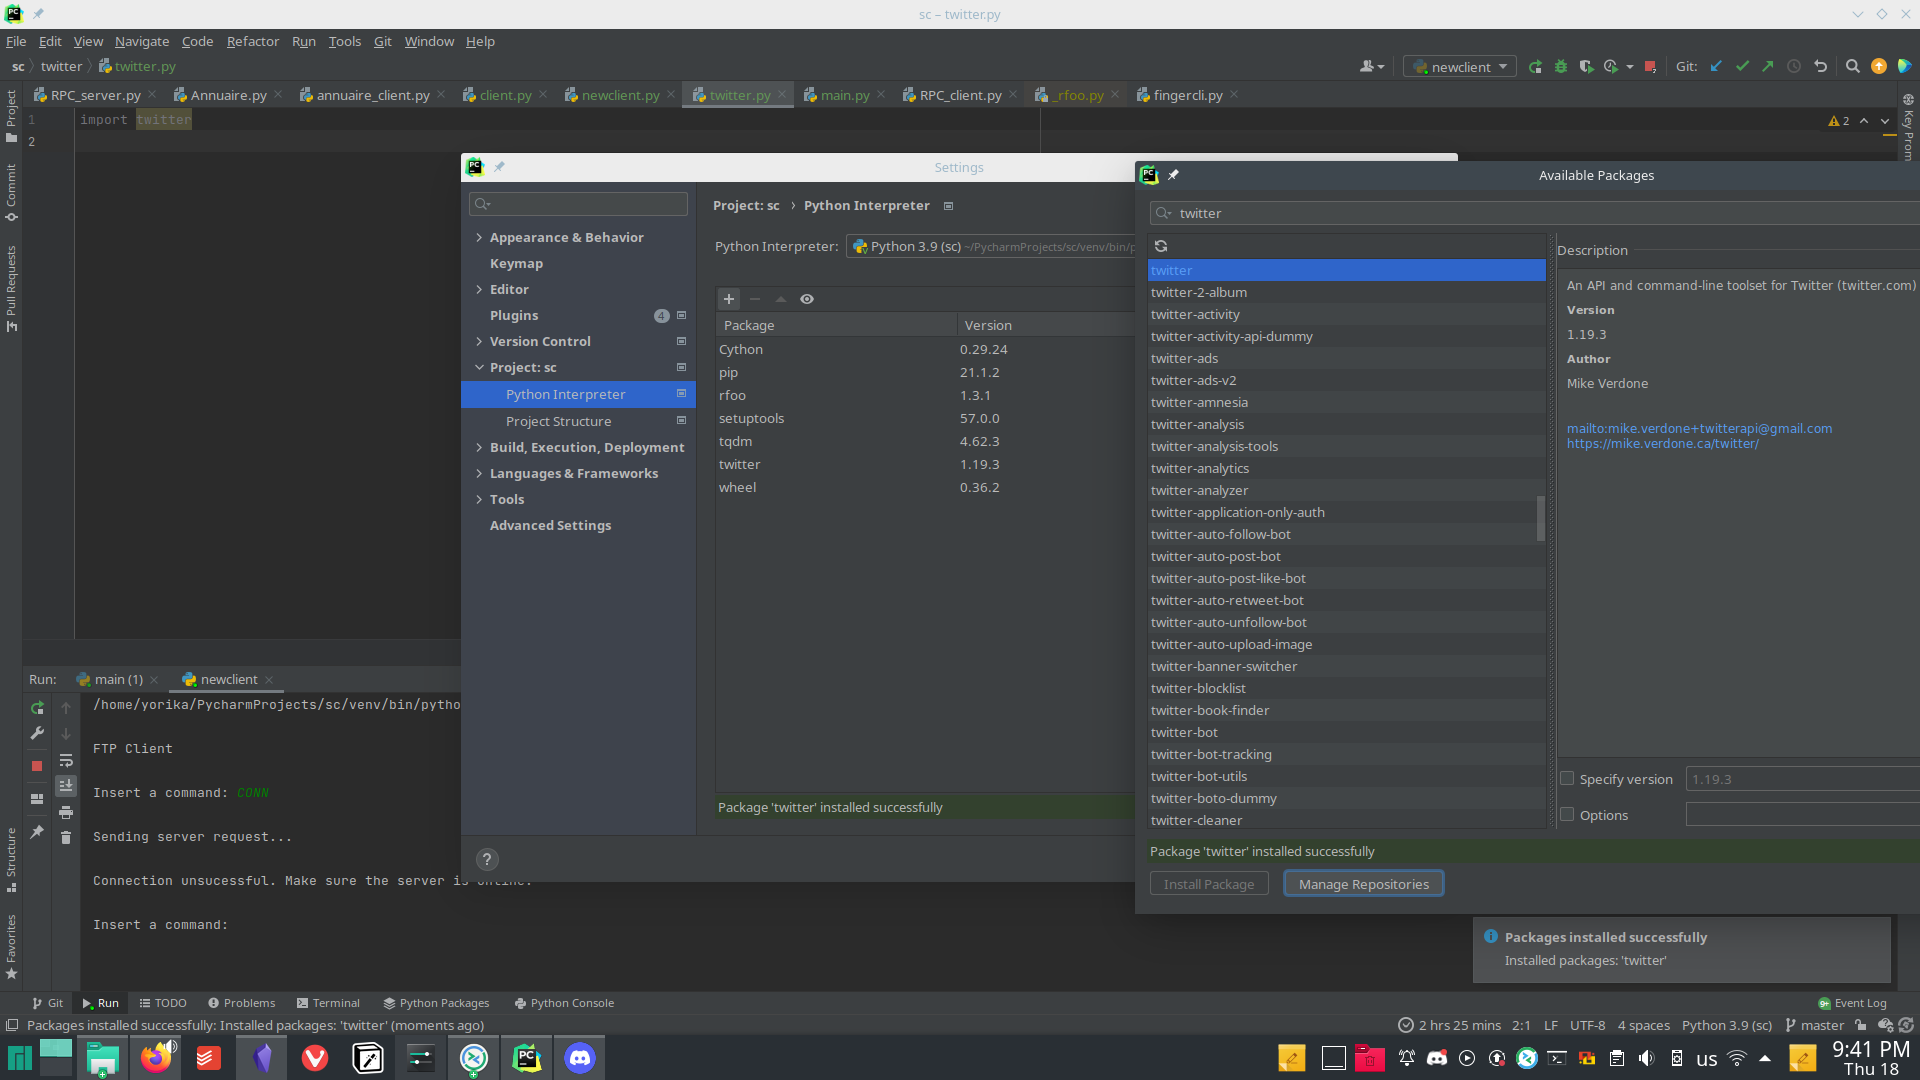 sc – twitter.py
File Edit View Navigate Code Refactor Run Tools Git Window Help
sc twitter twitter.py
newclient
Git:
RPC_server.py Annuaire.py annuaire_client.py client.py newclient.py twitter.py main.py RPC_client.py _rfoo.py fingercli.py
1 import twitter
2
2
Project
Commit
Pull Requests
Structure
Favorites
Key Prom
Settings
Appearance & Behavior
Keymap
Editor
Plugins 4
Version Control
Project: sc
Python Interpreter
Project Structure
Build, Execution, Deployment
Languages & Frameworks
Tools
Advanced Settings
?
Project: sc › Python Interpreter
Python Interpreter: Python 3.9 (sc) ~/PycharmProjects/sc/venv/bin/p
Package Version
Cython 0.29.24
pip 21.1.2
rfoo 1.3.1
setuptools 57.0.0
tqdm 4.62.3
twitter 1.19.3
wheel 0.36.2
Package 'twitter' installed successfully
Available Packages
twitter
twitter
twitter-2-album
twitter-activity
twitter-activity-api-dummy
twitter-ads
twitter-ads-v2
twitter-amnesia
twitter-analysis
twitter-analysis-tools
twitter-analytics
twitter-analyzer
twitter-application-only-auth
twitter-auto-follow-bot
twitter-auto-post-bot
twitter-auto-post-like-bot
twitter-auto-retweet-bot
twitter-auto-unfollow-bot
twitter-auto-upload-image
twitter-banner-switcher
twitter-blocklist
twitter-book-finder
twitter-bot
twitter-bot-tracking
twitter-bot-utils
twitter-boto-dummy
twitter-cleaner
Description
An API and command-line toolset for Twitter (twitter.com)
Version
1.19.3
Author
Mike Verdone
mailto:mike.verdone+twitterapi@gmail.com
https://mike.verdone.ca/twitter/
Specify version 1.19.3
Options
Package 'twitter' installed successfully
Install Package Manage Repositories
Run: main (1) newclient
/home/yorika/PycharmProjects/sc/venv/bin/pytho
FTP Client
Insert a command: CONN
Sending server request...
Connection unsucessful. Make sure the server is online.
Insert a command:
Packages installed successfully
Installed packages: 'twitter'
Git Run TODO Problems Terminal Python Packages Python Console 9+ Event Log
Packages installed successfully: Installed packages: 'twitter' (moments ago) 2 hrs 25 mins 2:1 LF UTF-8 4 spaces Python 3.9 (sc) master
us
9:41 PM
Thu 18